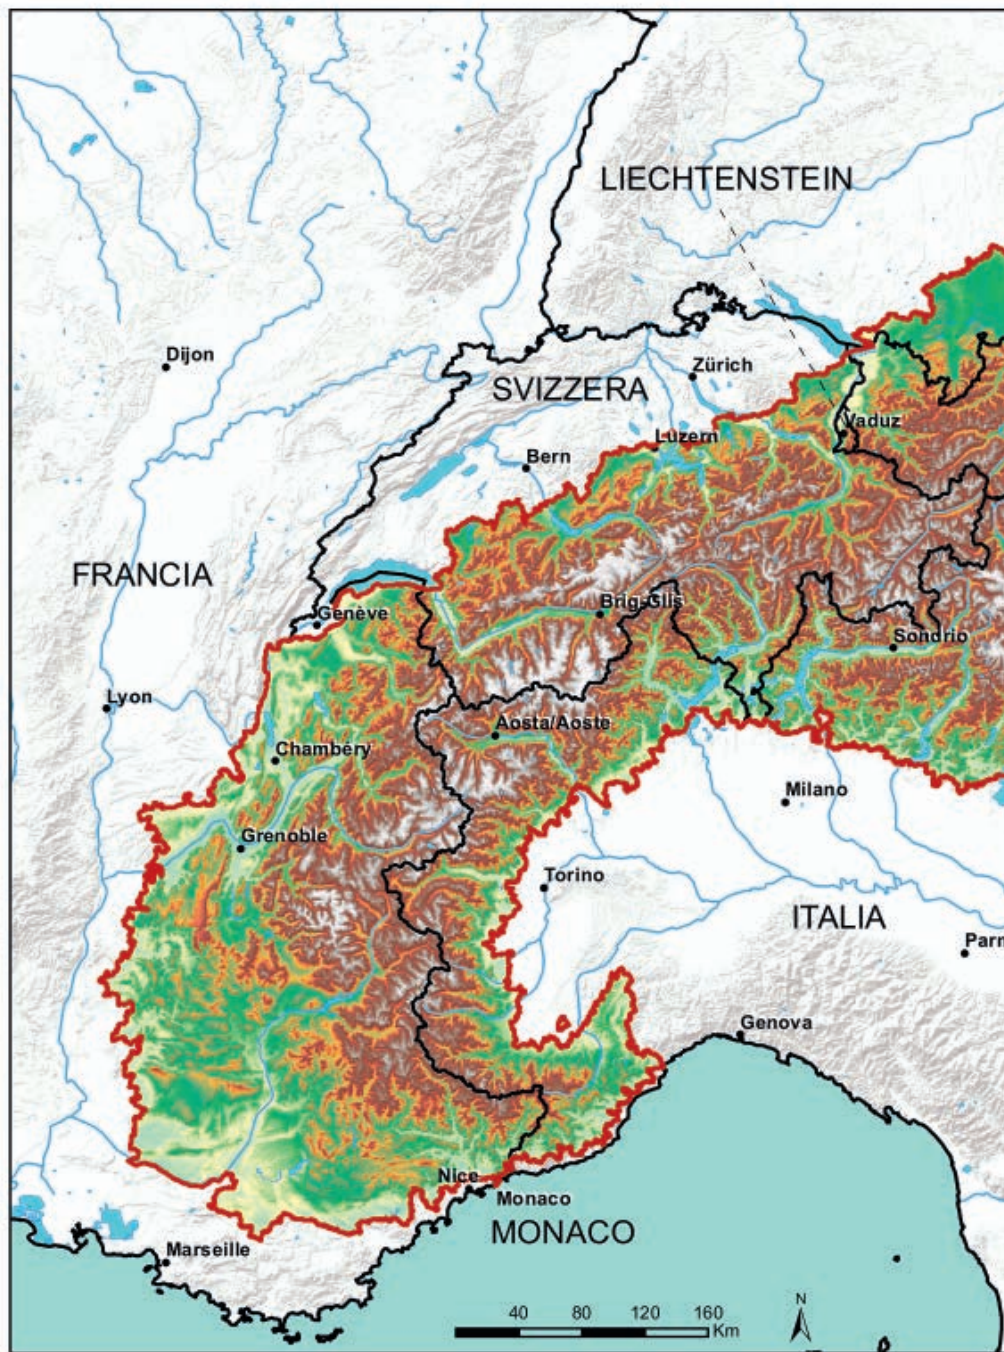 LIECHTENSTEIN
Dijon
Zürich
SVIZZERA
Vaduz
Luzern
Bern
FRANCIA
Genève
Brig-Glis
Sondrio
Lyon
Aosta/Aoste
Chambéry
Milano
Grenoble
Torino
ITALIA
Parm
Genova
Nice
Monaco
MONACO
Marseille
N
40 80 120 160
Km